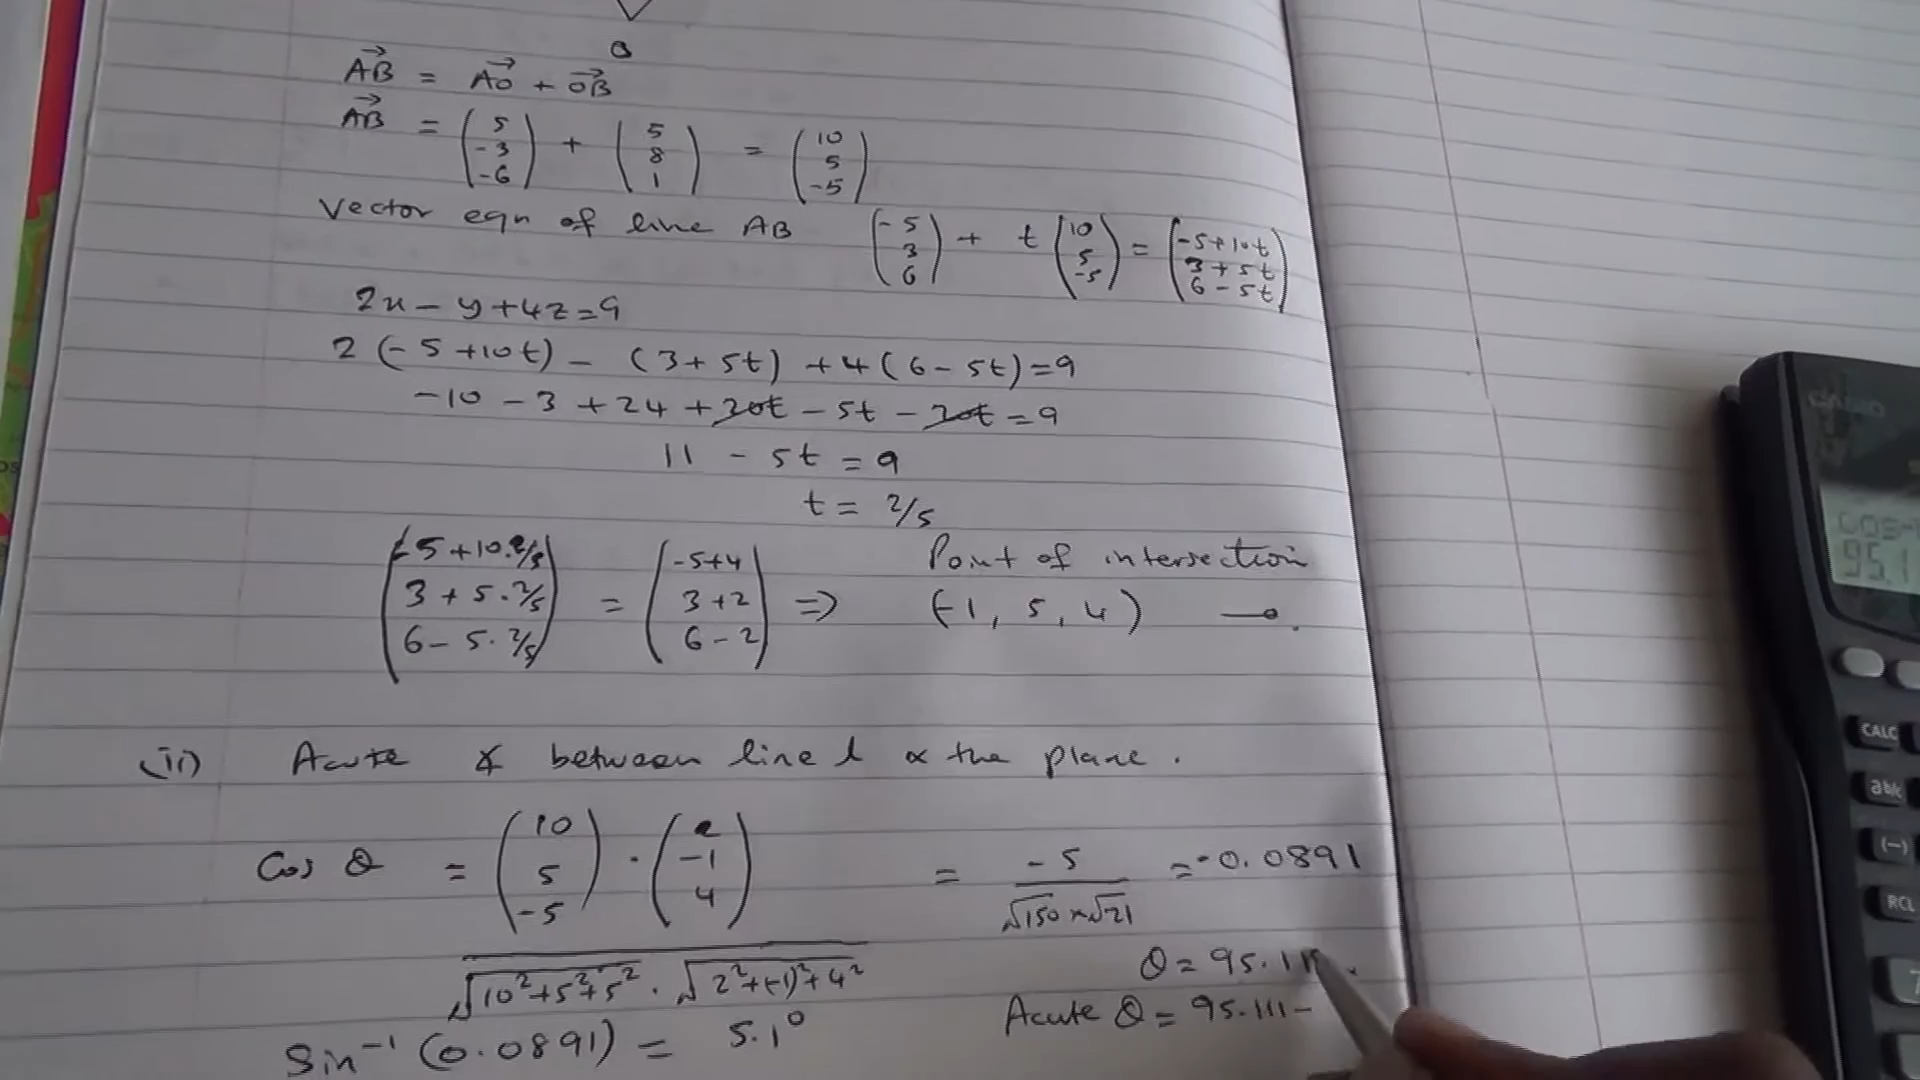 B
AB = AO + OB
AB = (5 -3 -6) + (5 8 1) = (10 5 -5)
Vector eqn of line AB (-5 3 6) + t (10 5 -5) = (-5+10t 3+5t 6-5t)
2x - y + 4z = 9
2 (-5 + 10t) - (3 + 5t) + 4 (6 - 5t) = 9
-10 - 3 + 24 + 20t - 5t - 20t = 9
11 - 5t = 9
t = 2/5
(-5+10.2/5 3+5.2/5 6-5.2/5) = (-5+4 3+2 6-2) => Point of intersection (-1, 5, 4)
(ii) Acute ∡ between line l & the plane.
Cos θ = (10 5 -5) . (2 -1 4) / √10²+5²+5² . √2²+(-1)²+4² = -5 / √150 x √21 = -0.0891
θ = 95.11
Acute θ = 95.111 -
Sin⁻¹ (0.0891) = 5.1°
CASIO
95.1
CALC
(-)
RCL